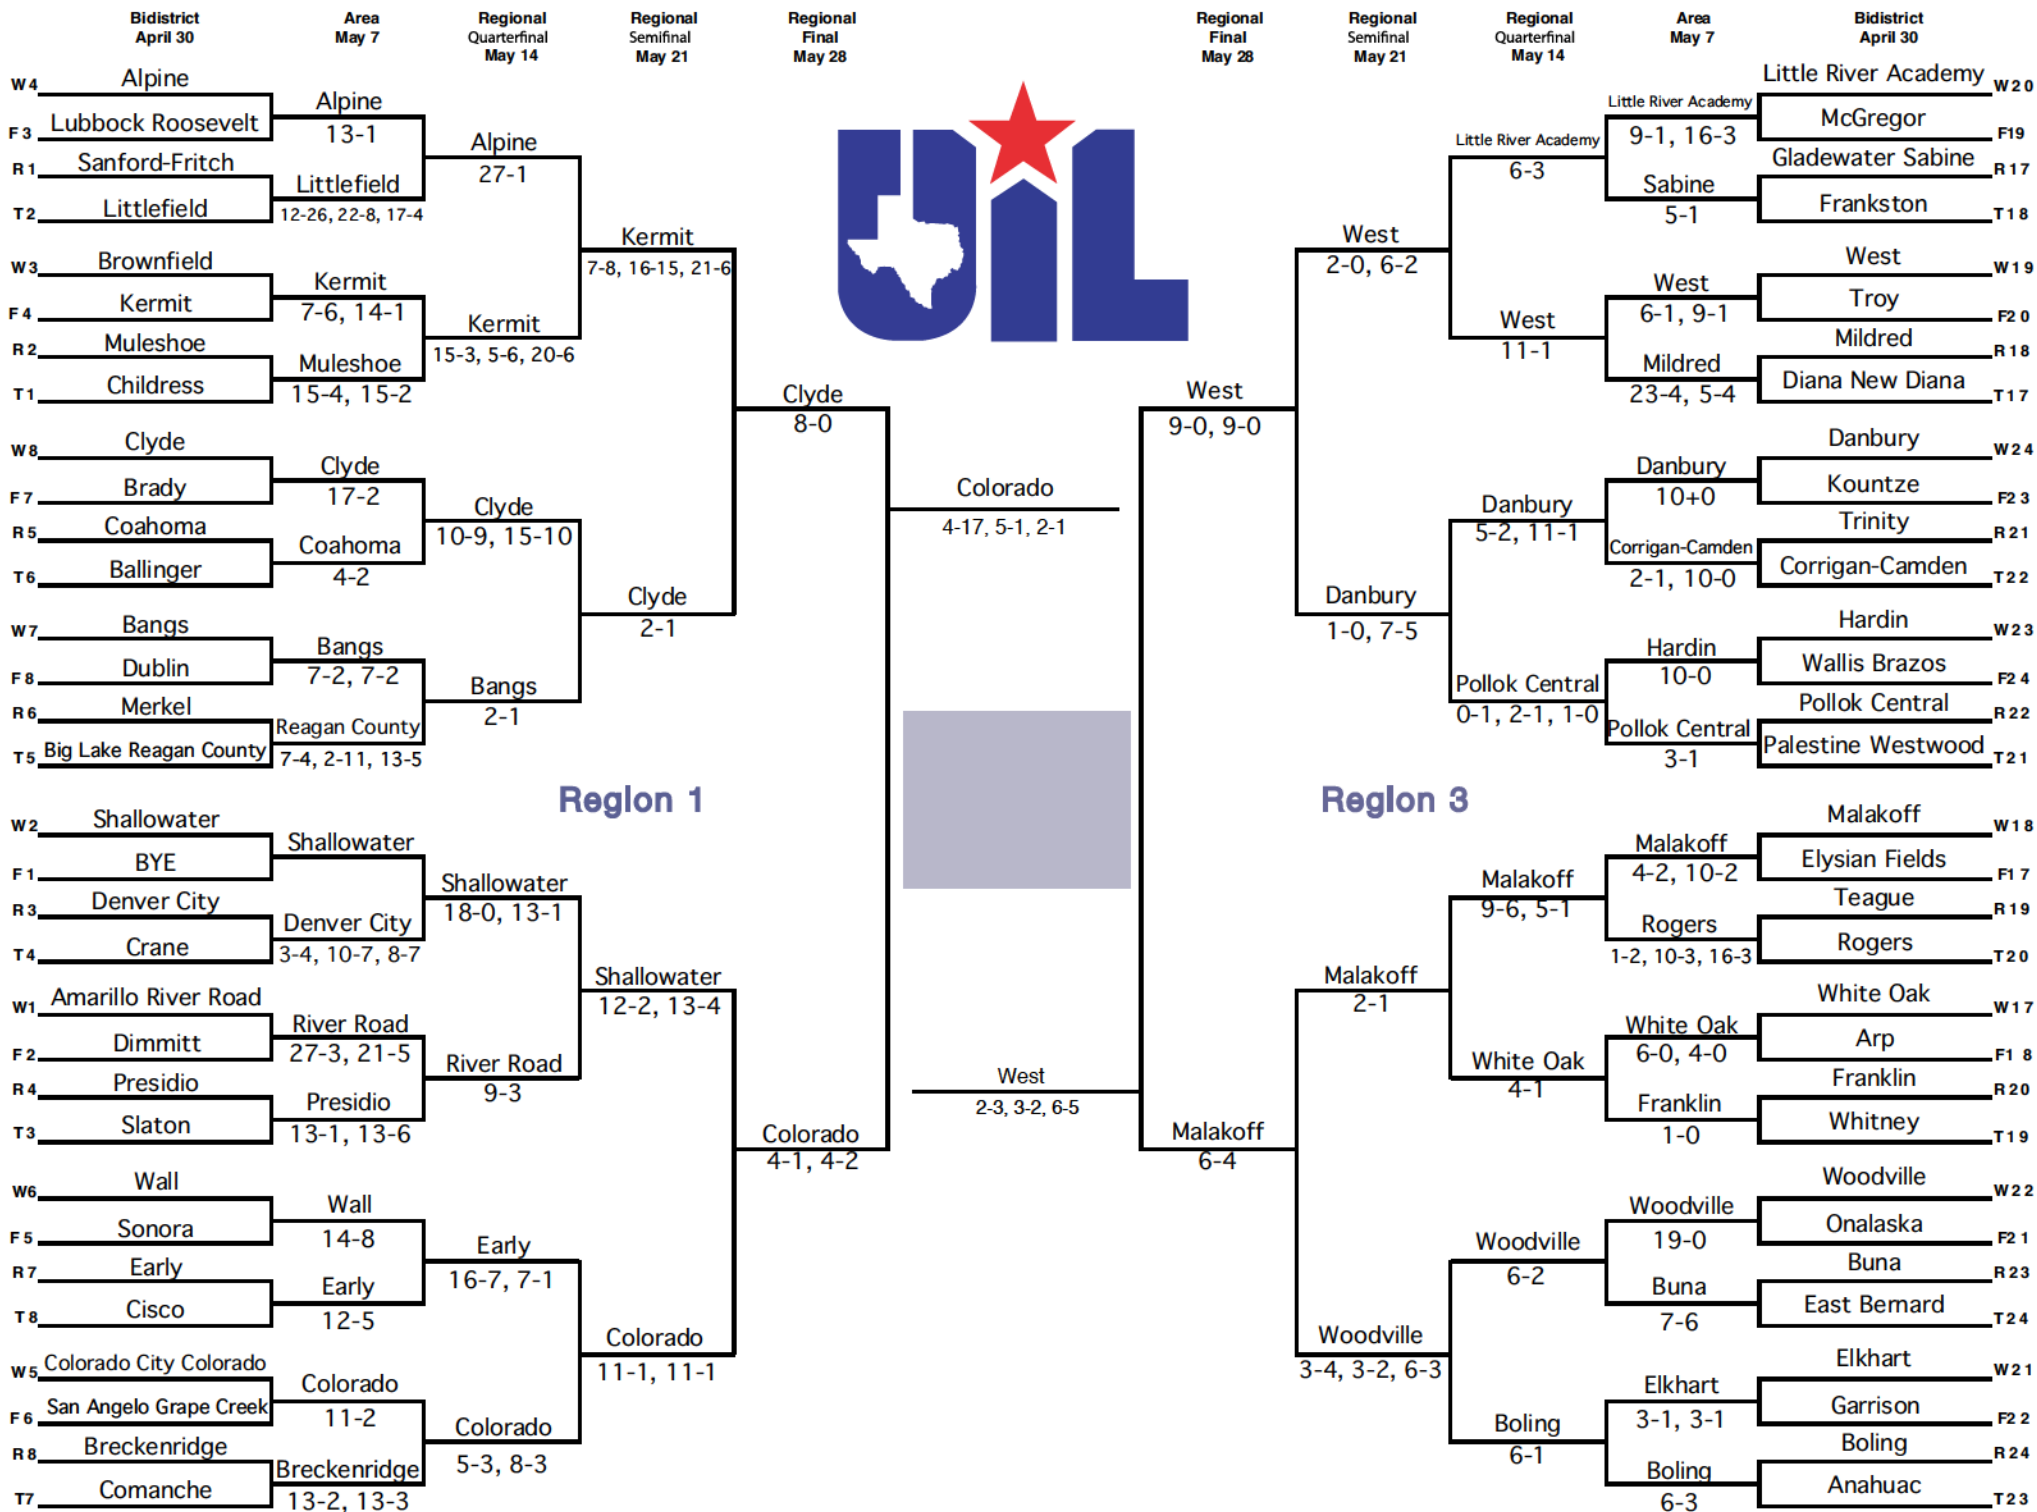 Bidistrict
April 30
Area
May 7
Regional
Quarterfinal
May 14
Regional
Semifinal
May 21
Regional
Final
May 28
Regional
Final
May 28
Regional
Semifinal
May 21
Regional
Quarterfinal
May 14
Area
May 7
Bidistrict
April 30
W4 Alpine
F3 Lubbock Roosevelt
R1 Sanford-Fritch
T2 Littlefield
W3 Brownfield
F4 Kermit
R2 Muleshoe
T1 Childress
W8 Clyde
F7 Brady
R5 Coahoma
T6 Ballinger
W7 Bangs
F8 Dublin
R6 Merkel
T5 Big Lake Reagan County
W2 Shallowater
F1 BYE
R3 Denver City
T4 Crane
W1 Amarillo River Road
F2 Dimmitt
R4 Presidio
T3 Slaton
W6 Wall
F5 Sonora
R7 Early
T8 Cisco
W5 Colorado City Colorado
F6 San Angelo Grape Creek
R8 Breckenridge
T7 Comanche
Alpine
13-1
Littlefield
12-26, 22-8, 17-4
Kermit
7-6, 14-1
Muleshoe
15-4, 15-2
Clyde
17-2
Coahoma
4-2
Bangs
7-2, 7-2
Reagan County
7-4, 2-11, 13-5
Shallowater
Denver City
3-4, 10-7, 8-7
River Road
27-3, 21-5
Presidio
13-1, 13-6
Wall
14-8
Early
12-5
Colorado
11-2
Breckenridge
13-2, 13-3
Alpine
27-1
Kermit
15-3, 5-6, 20-6
Clyde
10-9, 15-10
Bangs
2-1
Shallowater
18-0, 13-1
River Road
9-3
Early
16-7, 7-1
Colorado
5-3, 8-3
Kermit
7-8, 16-15, 21-6
Clyde
2-1
Region 1
Shallowater
12-2, 13-4
Colorado
11-1, 11-1
Clyde
8-0
Colorado
4-1, 4-2
UIL
Colorado
4-17, 5-1, 2-1
West
2-3, 3-2, 6-5
West
9-0, 9-0
Malakoff
6-4
West
2-0, 6-2
Danbury
1-0, 7-5
Region 3
Malakoff
2-1
Woodville
3-4, 3-2, 6-3
Little River Academy
6-3
West
11-1
Danbury
5-2, 11-1
Pollok Central
0-1, 2-1, 1-0
Malakoff
9-6, 5-1
White Oak
4-1
Woodville
6-2
Boling
6-1
Little River Academy
9-1, 16-3
Sabine
5-1
West
6-1, 9-1
Mildred
23-4, 5-4
Danbury
10+0
Corrigan-Camden
2-1, 10-0
Hardin
10-0
Pollok Central
3-1
Malakoff
4-2, 10-2
Rogers
1-2, 10-3, 16-3
White Oak
6-0, 4-0
Franklin
1-0
Woodville
19-0
Buna
7-6
Elkhart
3-1, 3-1
Boling
6-3
Little River Academy W20
McGregor F19
Gladewater Sabine R17
Frankston T18
West W19
Troy F20
Mildred R18
Diana New Diana T17
Danbury W24
Kountze F23
Trinity R21
Corrigan-Camden T22
Hardin W23
Wallis Brazos F24
Pollok Central R22
Palestine Westwood T21
Malakoff W18
Elysian Fields F17
Teague R19
Rogers T20
White Oak W17
Arp F18
Franklin R20
Whitney T19
Woodville W22
Onalaska F21
Buna R23
East Bernard T24
Elkhart W21
Garrison F22
Boling R24
Anahuac T23